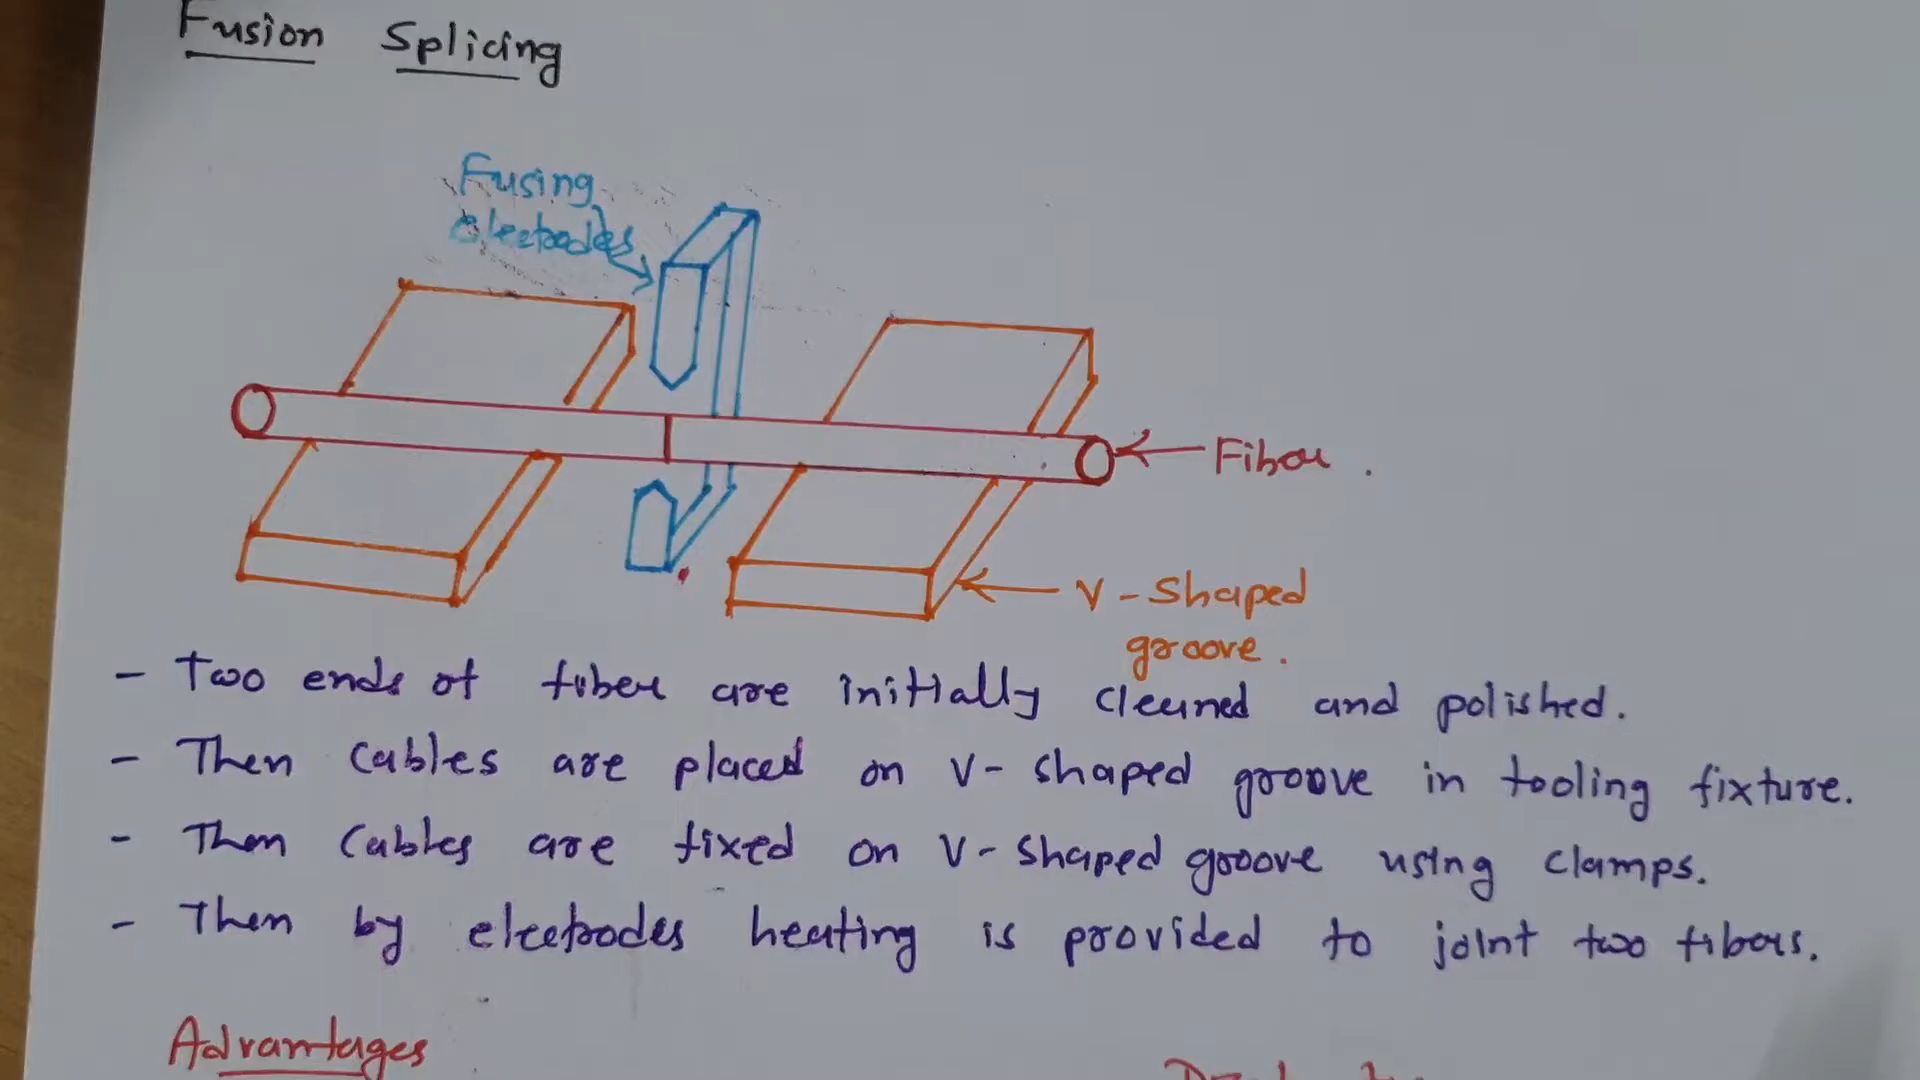 Fusion Splicing
Fusing
electrodes
Fiber.
V-Shaped
groove.
- Two ends of fiber are initially cleaned and polished.
- Then cables are placed on V-shaped groove in tooling fixture.
- Then cables are fixed on V-shaped groove using clamps.
- Then by electrodes heating is provided to joint two fibers.
Advantages